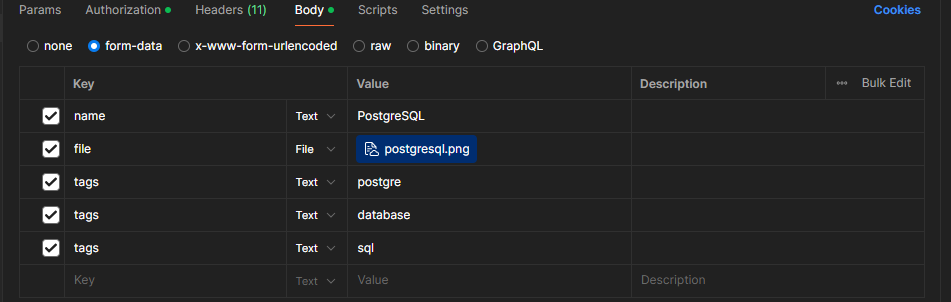 Params Authorization Headers (11) Body Scripts Settings Cookies
none form-data x-www-form-urlencoded raw binary GraphQL
Key Value Description Bulk Edit
name Text PostgreSQL
file File postgresql.png
tags Text postgre
tags Text database
tags Text sql
Key Text Value Description